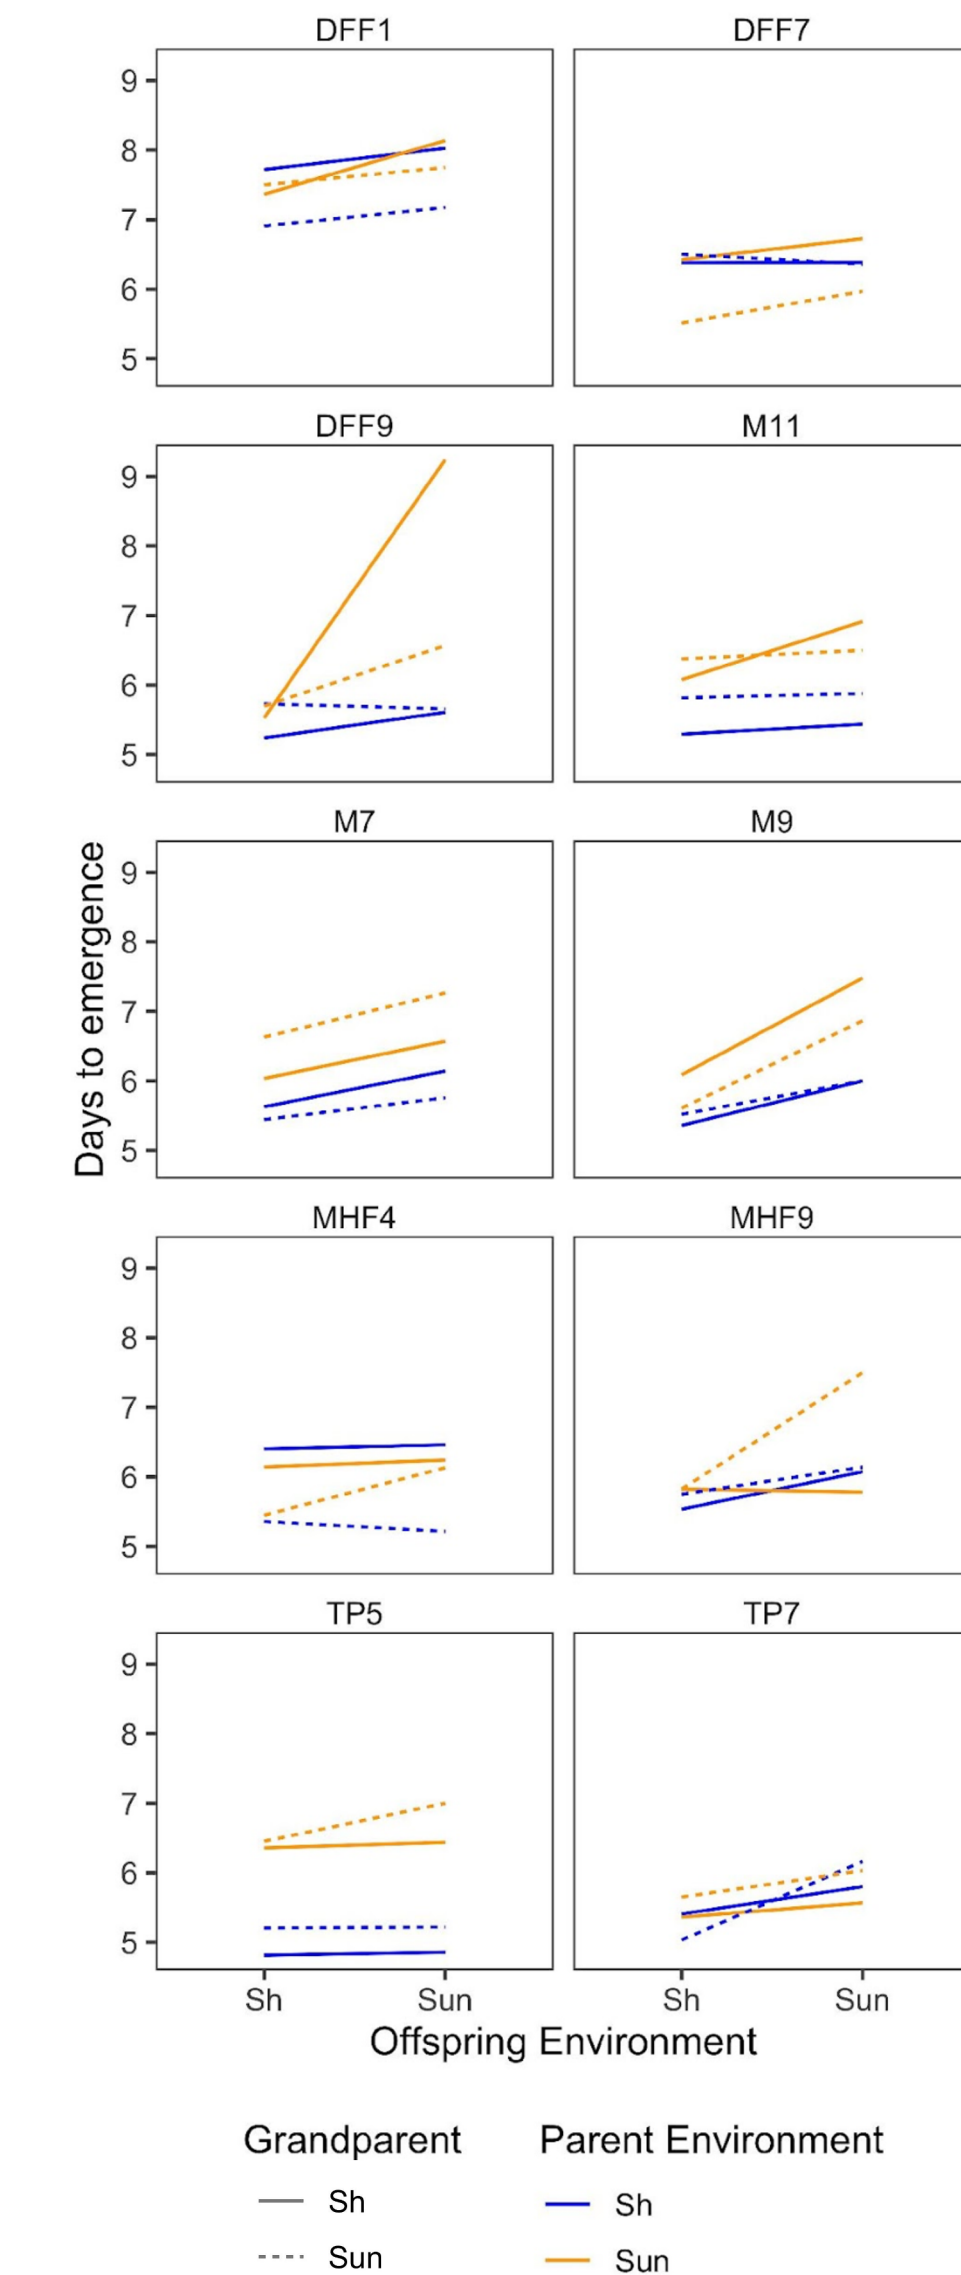 DFF1 DFF7
9
8
7
6
5
DFF9 M11
9
8
7
6
5
M7 M9
9
8
7
6
5
Days to emergence
MHF4 MHF9
9
8
7
6
5
TP5 TP7
9
8
7
6
5
Sh Sun Sh Sun
Offspring Environment
Grandparent Parent Environment
Sh Sh
Sun Sun